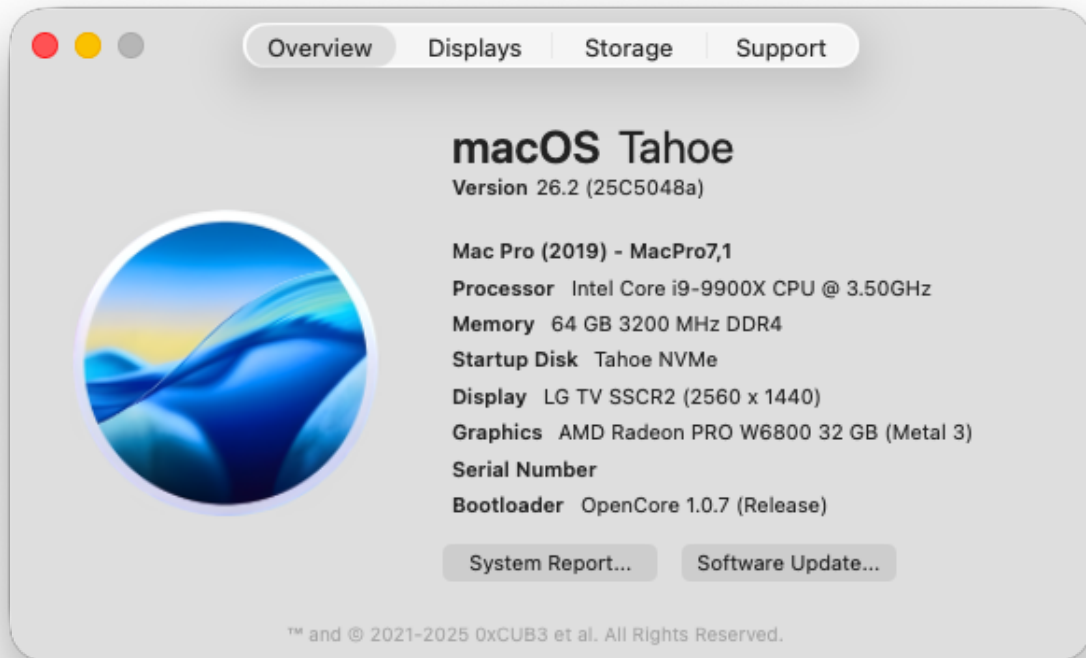 Overview Displays Storage Support
macOS Tahoe
Version 26.2 (25C5048a)
Mac Pro (2019) - MacPro7,1
Processor Intel Core i9-9900X CPU @ 3.50GHz
Memory 64 GB 3200 MHz DDR4
Startup Disk Tahoe NVMe
Display LG TV SSCR2 (2560 x 1440)
Graphics AMD Radeon PRO W6800 32 GB (Metal 3)
Serial Number
Bootloader OpenCore 1.0.7 (Release)
System Report... Software Update...
™ and © 2021-2025 0xCUB3 et al. All Rights Reserved.